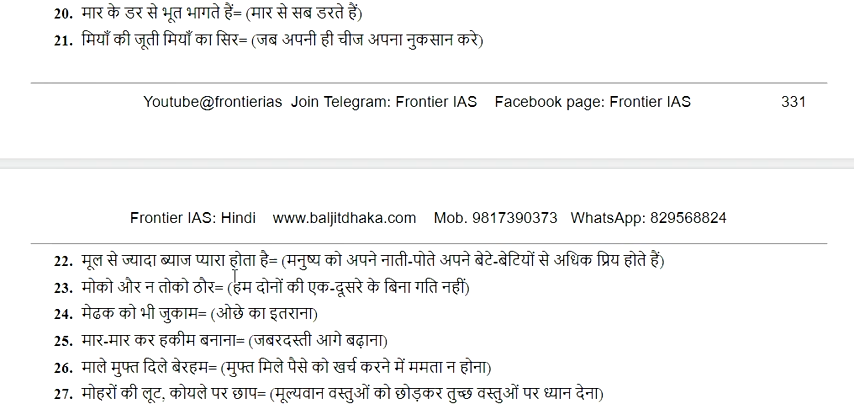 20. मार के डर से भूत भागते हैं= (मार से सब डरते हैं)
21. मियाँ की जूती मियाँ का सिर= (जब अपनी ही चीज अपना नुकसान करे)
Youtube@frontierias Join Telegram: Frontier IAS Facebook page: Frontier IAS 331
Frontier IAS: Hindi www.baljitdhaka.com Mob. 9817390373 WhatsApp: 829568824
22. मूल से ज्यादा ब्याज प्यारा होता है= (मनुष्य को अपने नाती-पोते अपने बेटे-बेटियों से अधिक प्रिय होते हैं)
23. मोको और न तोको ठौर= (हम दोनों की एक-दूसरे के बिना गति नहीं)
24. मेढक को भी जुकाम= (ओछे का इतराना)
25. मार-मार कर हकीम बनाना= (जबरदस्ती आगे बढ़ाना)
26. माले मुफ्त दिले बेरहम= (मुफ्त मिले पैसे को खर्च करने में ममता न होना)
27. मोहरों की लूट, कोयले पर छाप= (मूल्यवान वस्तुओं को छोड़कर तुच्छ वस्तुओं पर ध्यान देना)